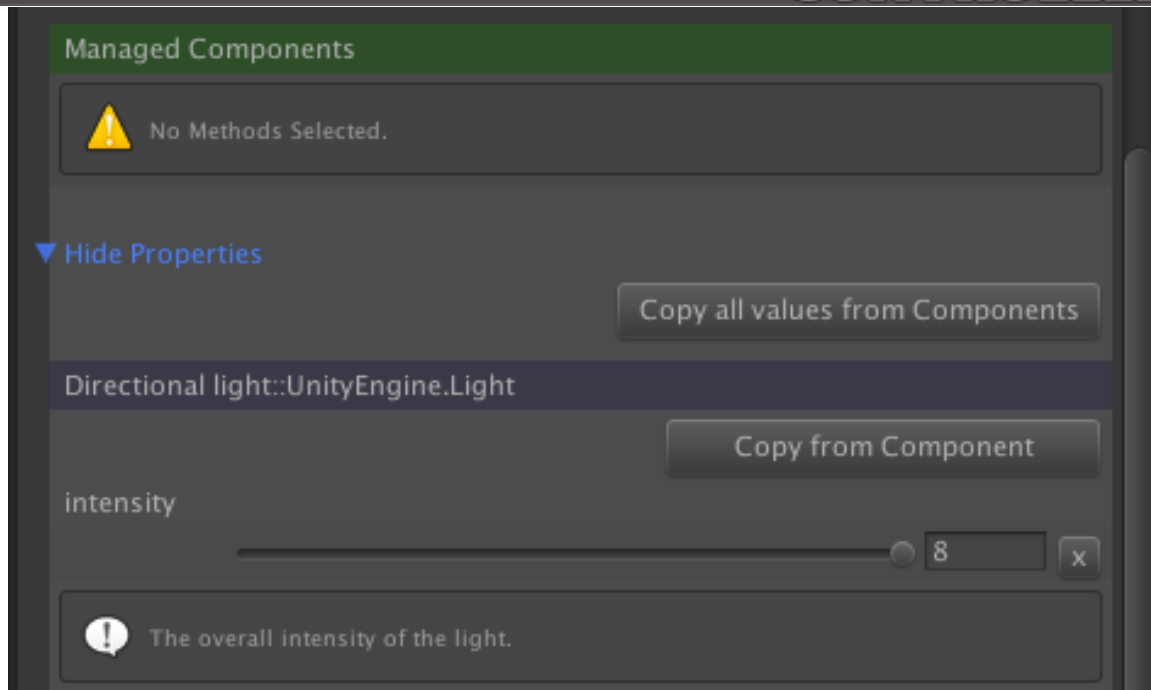 Managed Components
No Methods Selected.
Hide Properties
Copy all values from Components
Directional light::UnityEngine.Light
Copy from Component
intensity
8
x
The overall intensity of the light.